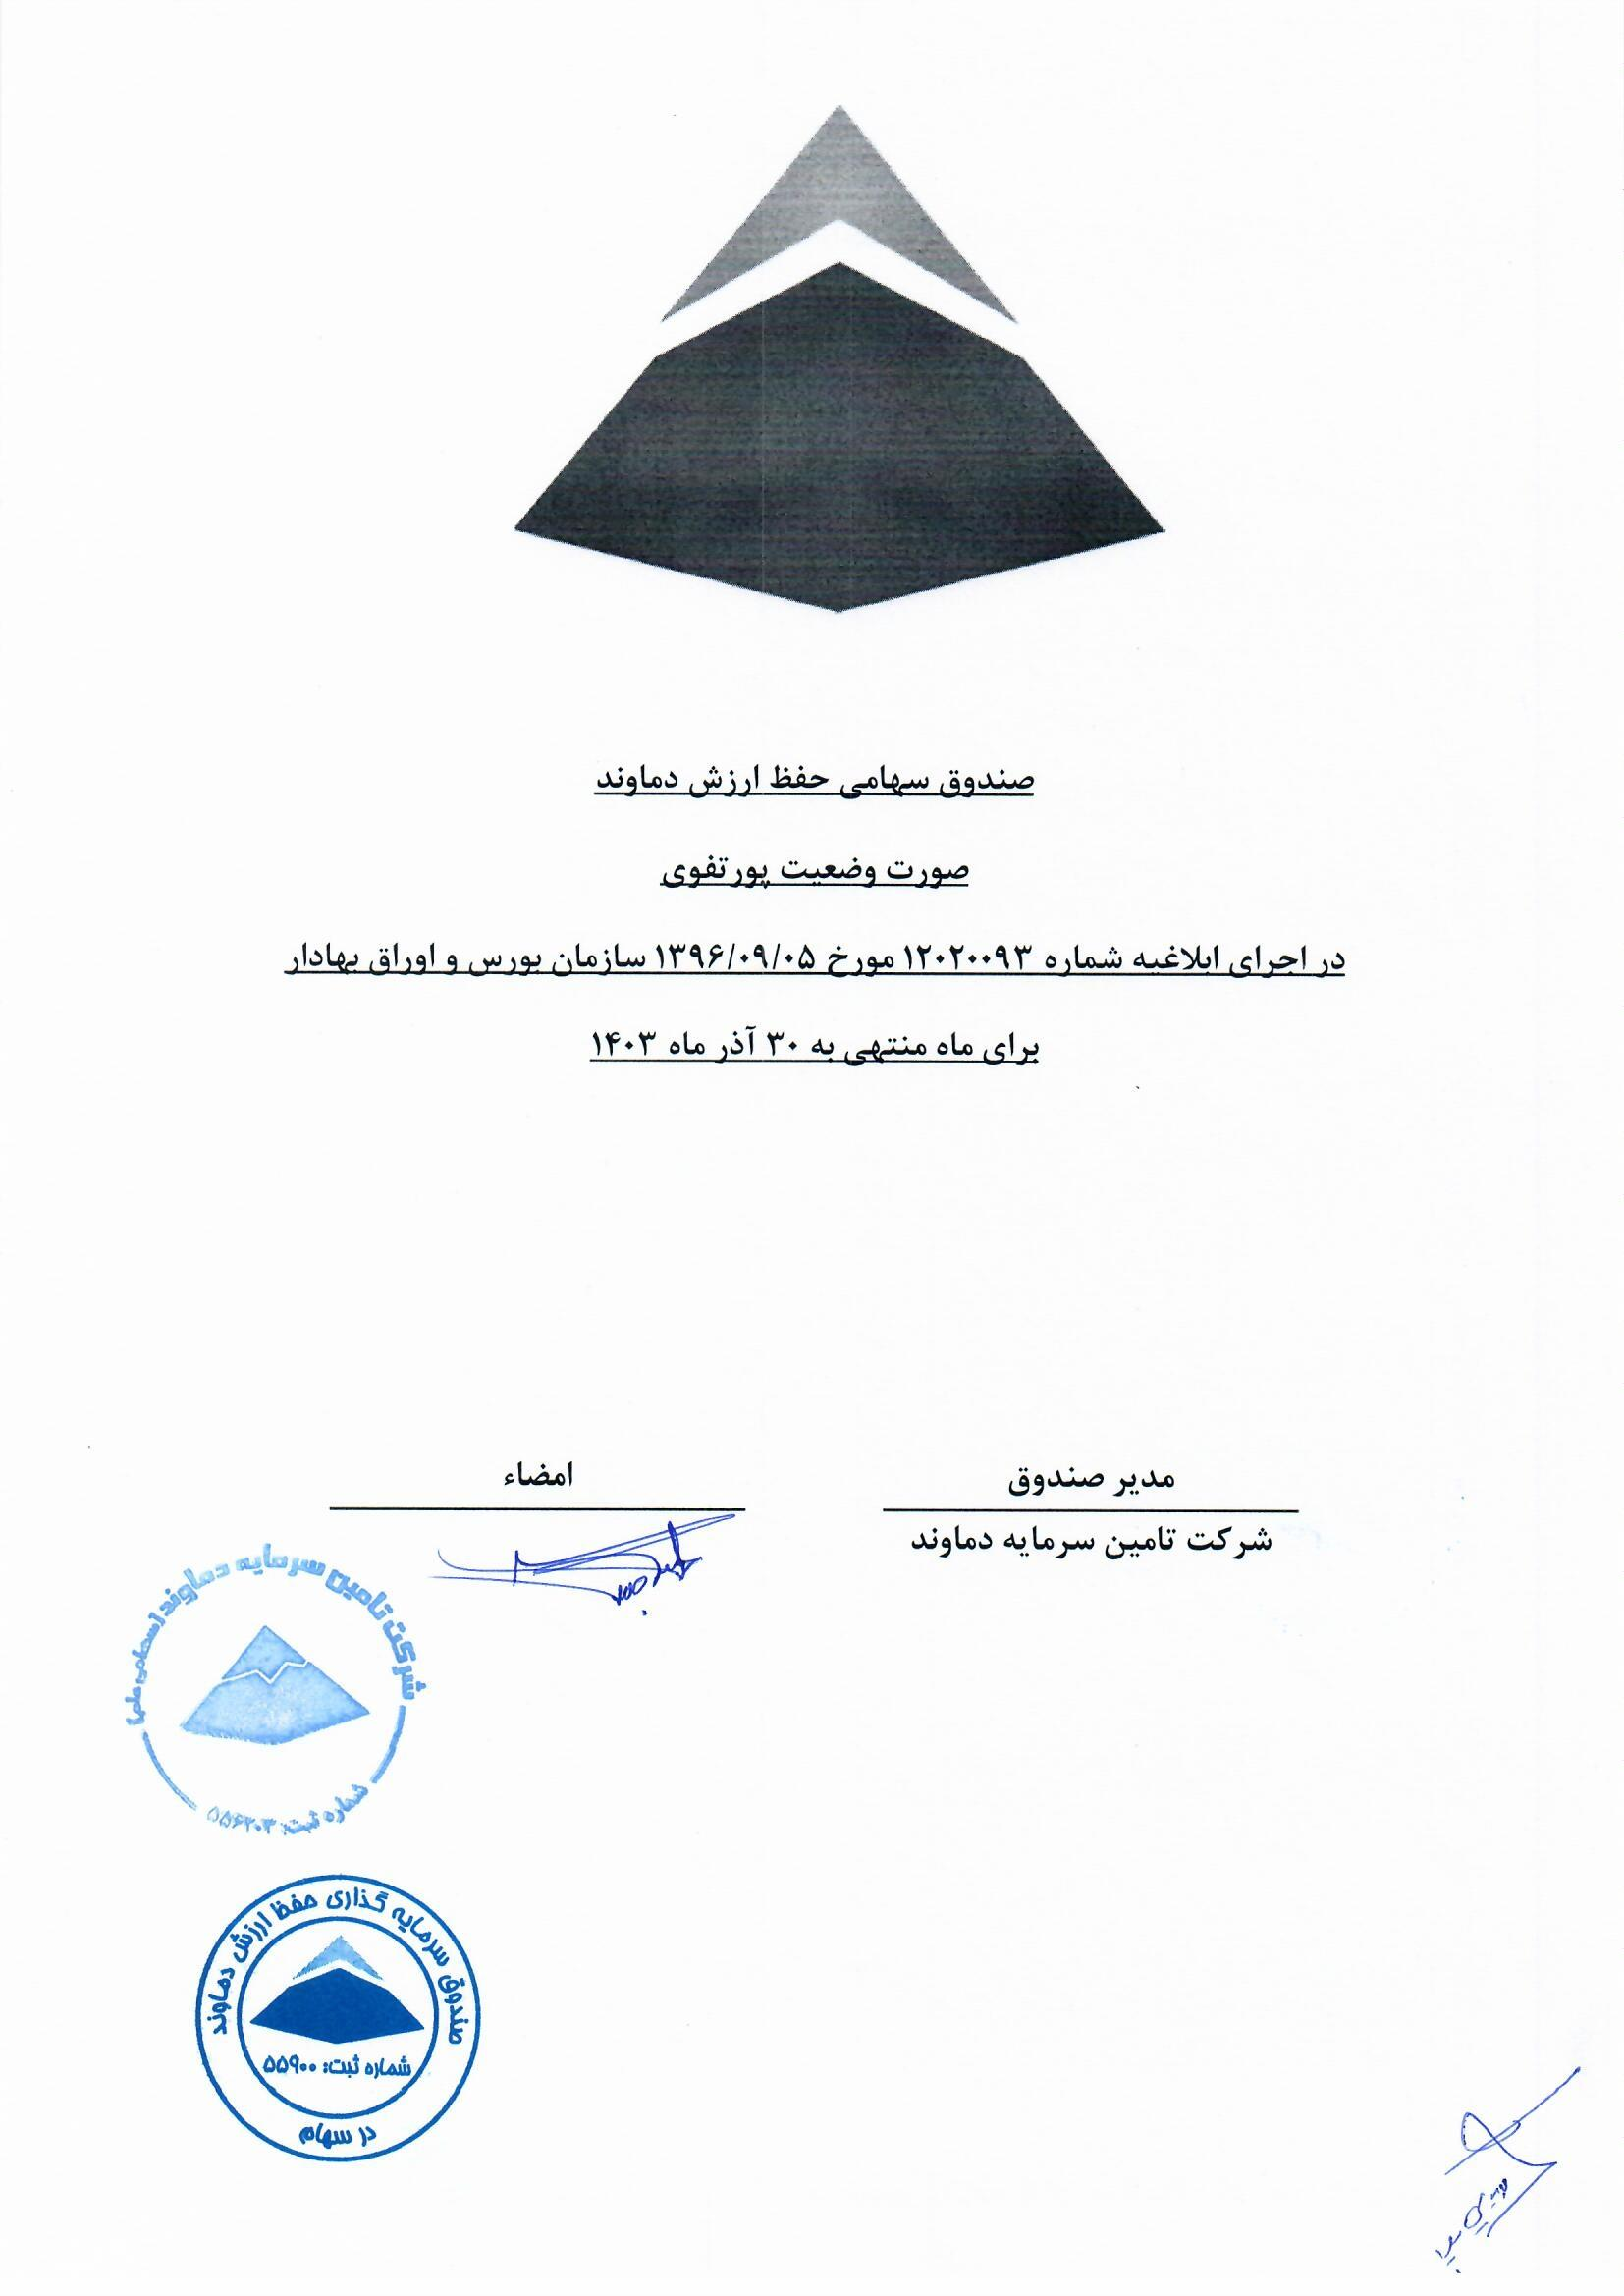 صندوق سهامی حفظ ارزش دماوند
صورت وضعیت پورتفوی
در اجرای ابلاغیه شماره ۱۲۰۲۰۰۹۳ مورخ ۱۳۹۶/۰۹/۰۵ سازمان بورس و اوراق بهادار
برای ماه منتهی به ۳۰ آذر ماه ۱۴۰۳
مدیر صندوق
امضاء
شرکت تامین سرمایه دماوند
شرکت تامین سرمایه دماوند (سهامی عام)
شماره ثبت: ۵۵۶۲۰۳
صندوق سرمایه گذاری حفظ ارزش دماوند
شماره ثبت: ۵۵۹۰۰
در سهام